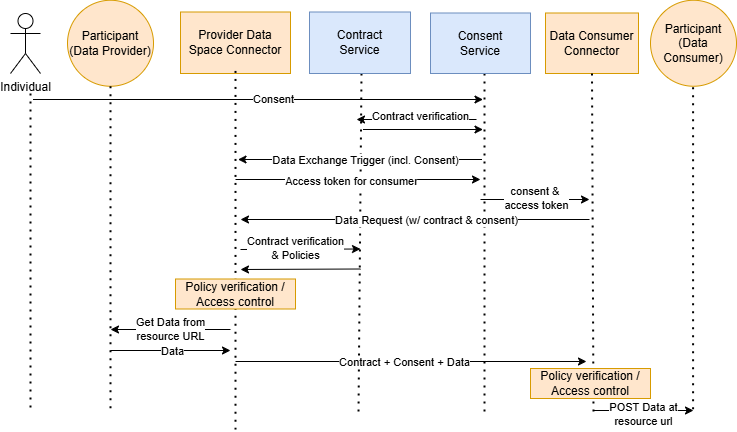 Individual
Participant
(Data Provider)
Provider Data
Space Connector
Contract
Service
Consent
Service
Data Consumer
Connector
Participant
(Data
Consumer)
Consent
Contract verification
Data Exchange Trigger (incl. Consent)
Access token for consumer
consent &
access token
Data Request (w/ contract & consent)
Contract verification
& Policies
Policy verification /
Access control
Get Data from
resource URL
Data
Contract + Consent + Data
Policy verification /
Access control
POST Data at
resource url